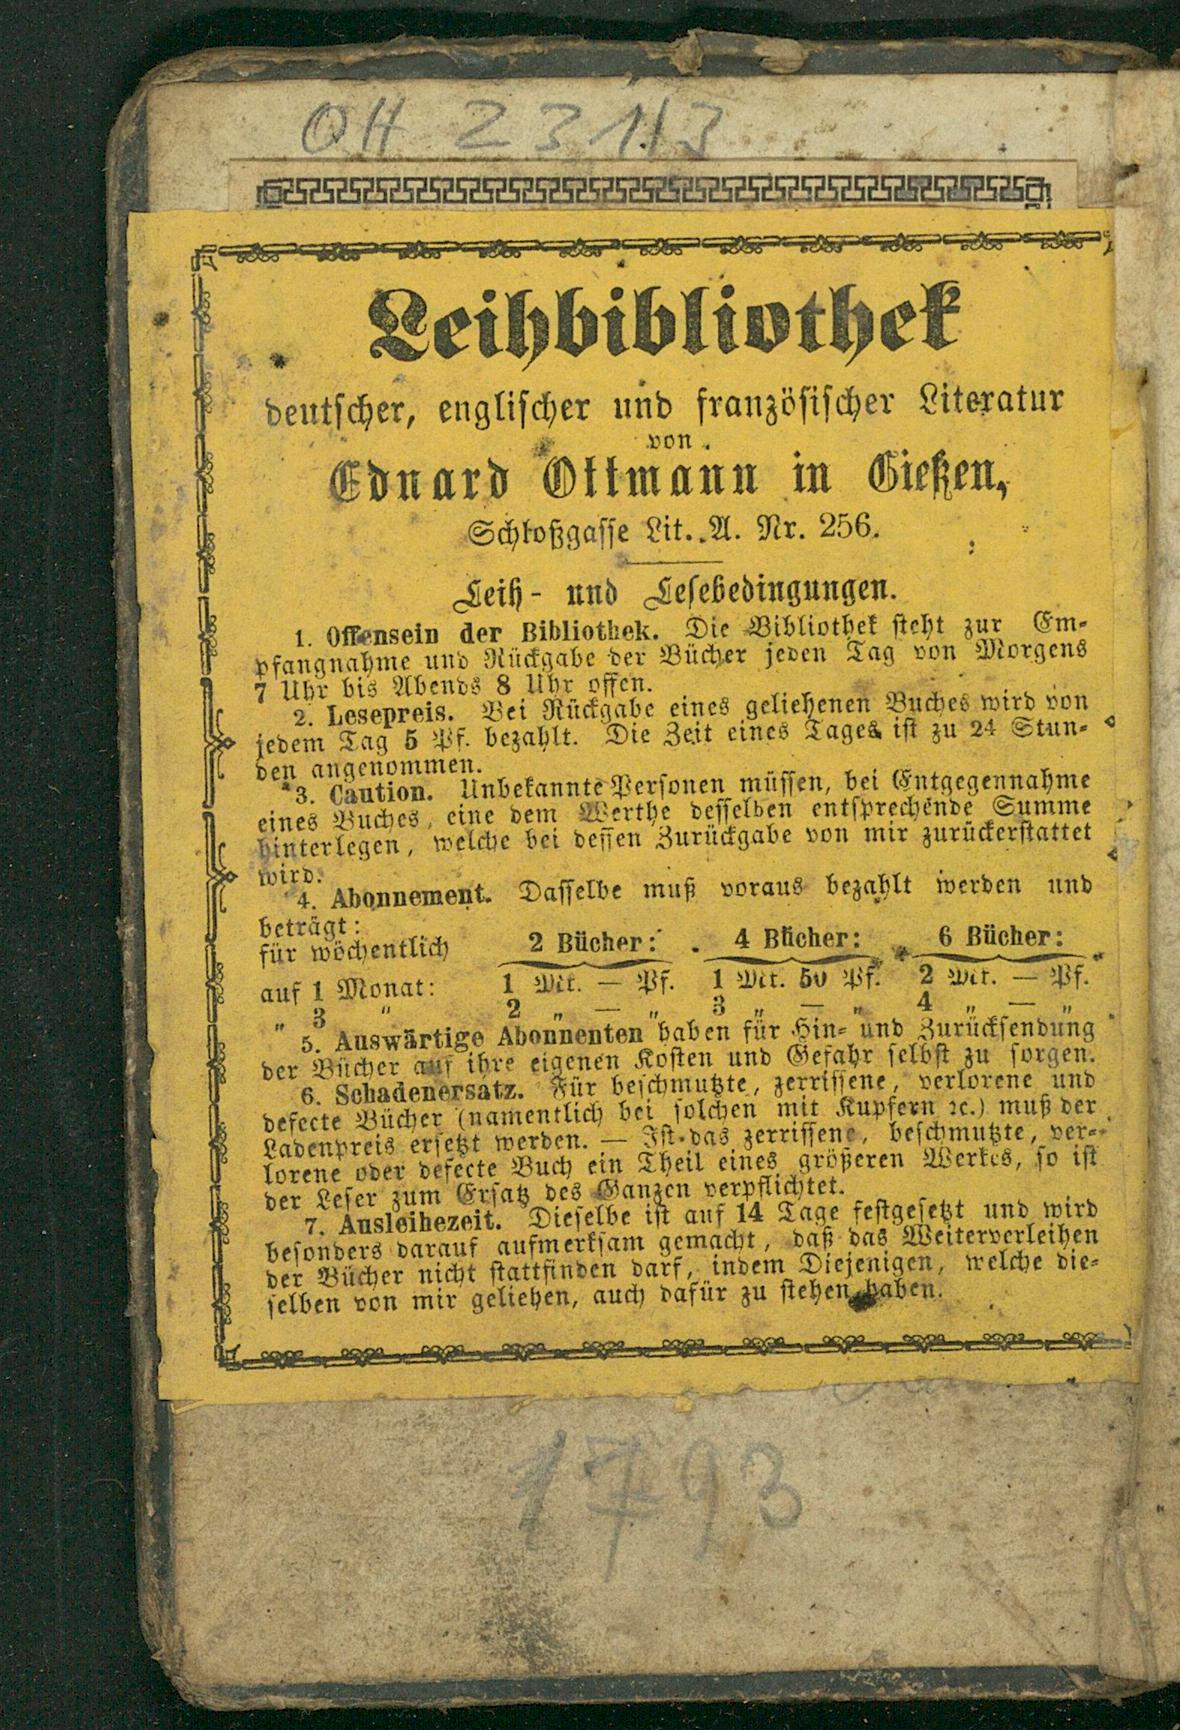 OH 23113
Leihbibliothek
deutscher, englischer und französischer Literatur
von
Eduard Ottmann in Gießen,
Schloßgasse Lit. A. Nr. 256.
Leih- und Lesebedingungen.
1. Offensein der Bibliothek. Die Bibliothek steht zur Em-
pfangnahme und Rückgabe der Bücher jeden Tag von Morgens
7 Uhr bis Abends 8 Uhr offen.
2. Lesepreis. Bei Rückgabe eines geliehenen Buches wird von
jedem Tag 5 Pf. bezahlt. Die Zeit eines Tages ist zu 24 Stun-
den angenommen.
3. Caution. Unbekannte Personen müssen, bei Entgegennahme
eines Buches, eine dem Werthe desselben entsprechende Summe
hinterlegen, welche bei dessen Zurückgabe von mir zurückerstattet
wird.
4. Abonnement. Dasselbe muß voraus bezahlt werden und
beträgt:
für wöchentlich 2 Bücher: 4 Bücher: 6 Bücher:
auf 1 Monat: 1 Mk. — Pf. 1 Mk. 50 Pf. 2 Mk. — Pf.
„ 3 „ 2 „ — „ 3 „ — „ 4 „ — „
5. Auswärtige Abonnenten haben für Hin- und Zurücksendung
der Bücher auf ihre eigenen Kosten und Gefahr selbst zu sorgen.
6. Schadenersatz. Für beschmutzte, zerrissene, verlorene und
defecte Bücher (namentlich bei solchen mit Kupfern ꝛc.) muß der
Ladenpreis ersetzt werden. — Ist das zerrissene, beschmutzte, ver-
lorene oder defecte Buch ein Theil eines größeren Werkes, so ist
der Leser zum Ersatz des Ganzen verpflichtet.
7. Ausleihezeit. Dieselbe ist auf 14 Tage festgesetzt und wird
besonders darauf aufmerksam gemacht, daß das Weiterverleihen
der Bücher nicht stattfinden darf, indem Diejenigen, welche die-
selben von mir geliehen, auch dafür zu stehen haben.
1793